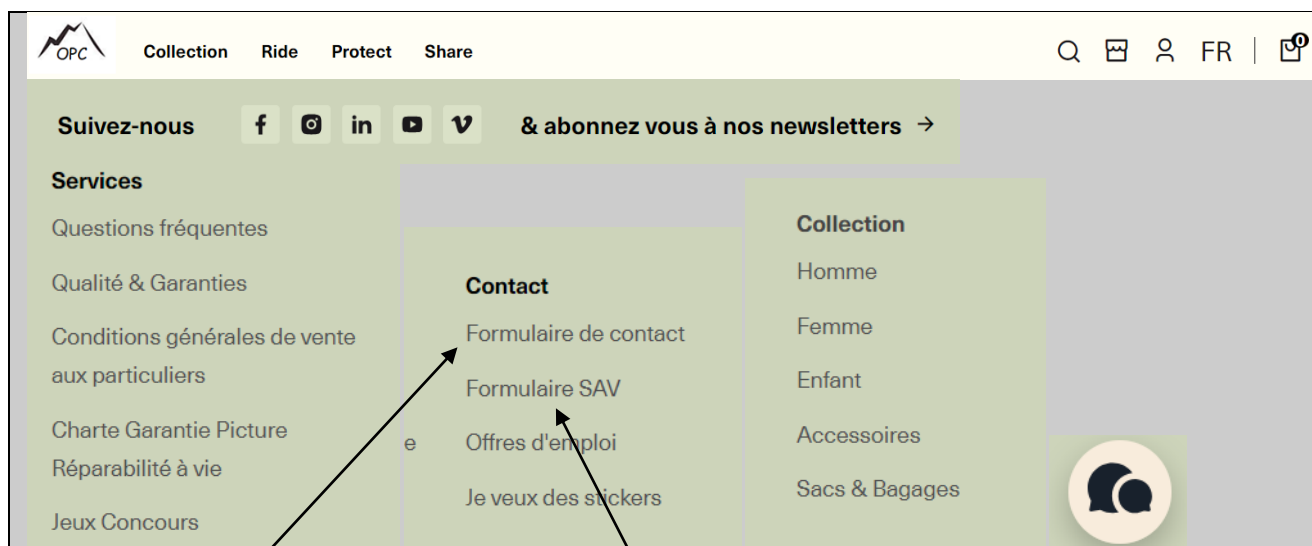 OPC
Collection Ride Protect Share
FR
0
Suivez-nous
& abonnez vous à nos newsletters →
Services
Questions fréquentes
Qualité & Garanties
Conditions générales de vente
aux particuliers
Charte Garantie Picture
Réparabilité à vie
Jeux Concours
e
Contact
Formulaire de contact
Formulaire SAV
Offres d'emploi
Je veux des stickers
Collection
Homme
Femme
Enfant
Accessoires
Sacs & Bagages